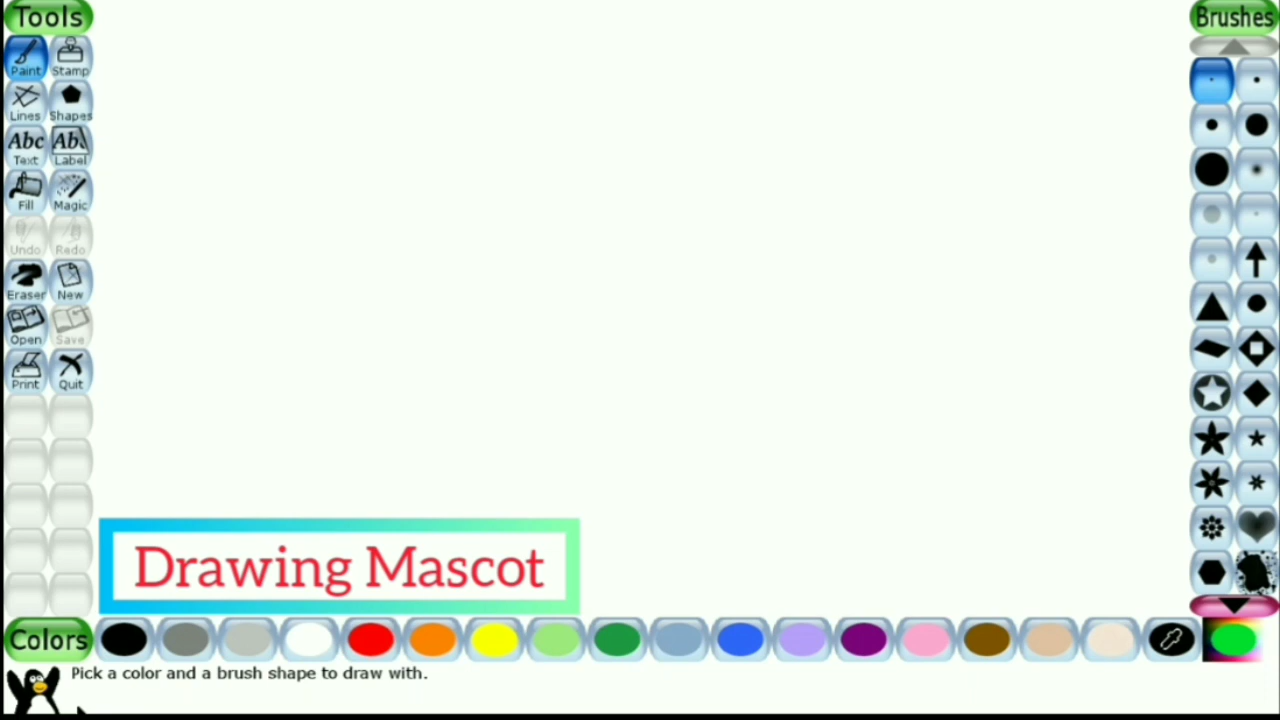 Tools
Brushes
Paint Stamp
Lines Shapes
Abc Abc
Text Label
Fill Magic
Undo Redo
Eraser New
Open Save
Print Quit
Drawing Mascot
Colors
Pick a color and a brush shape to draw with.